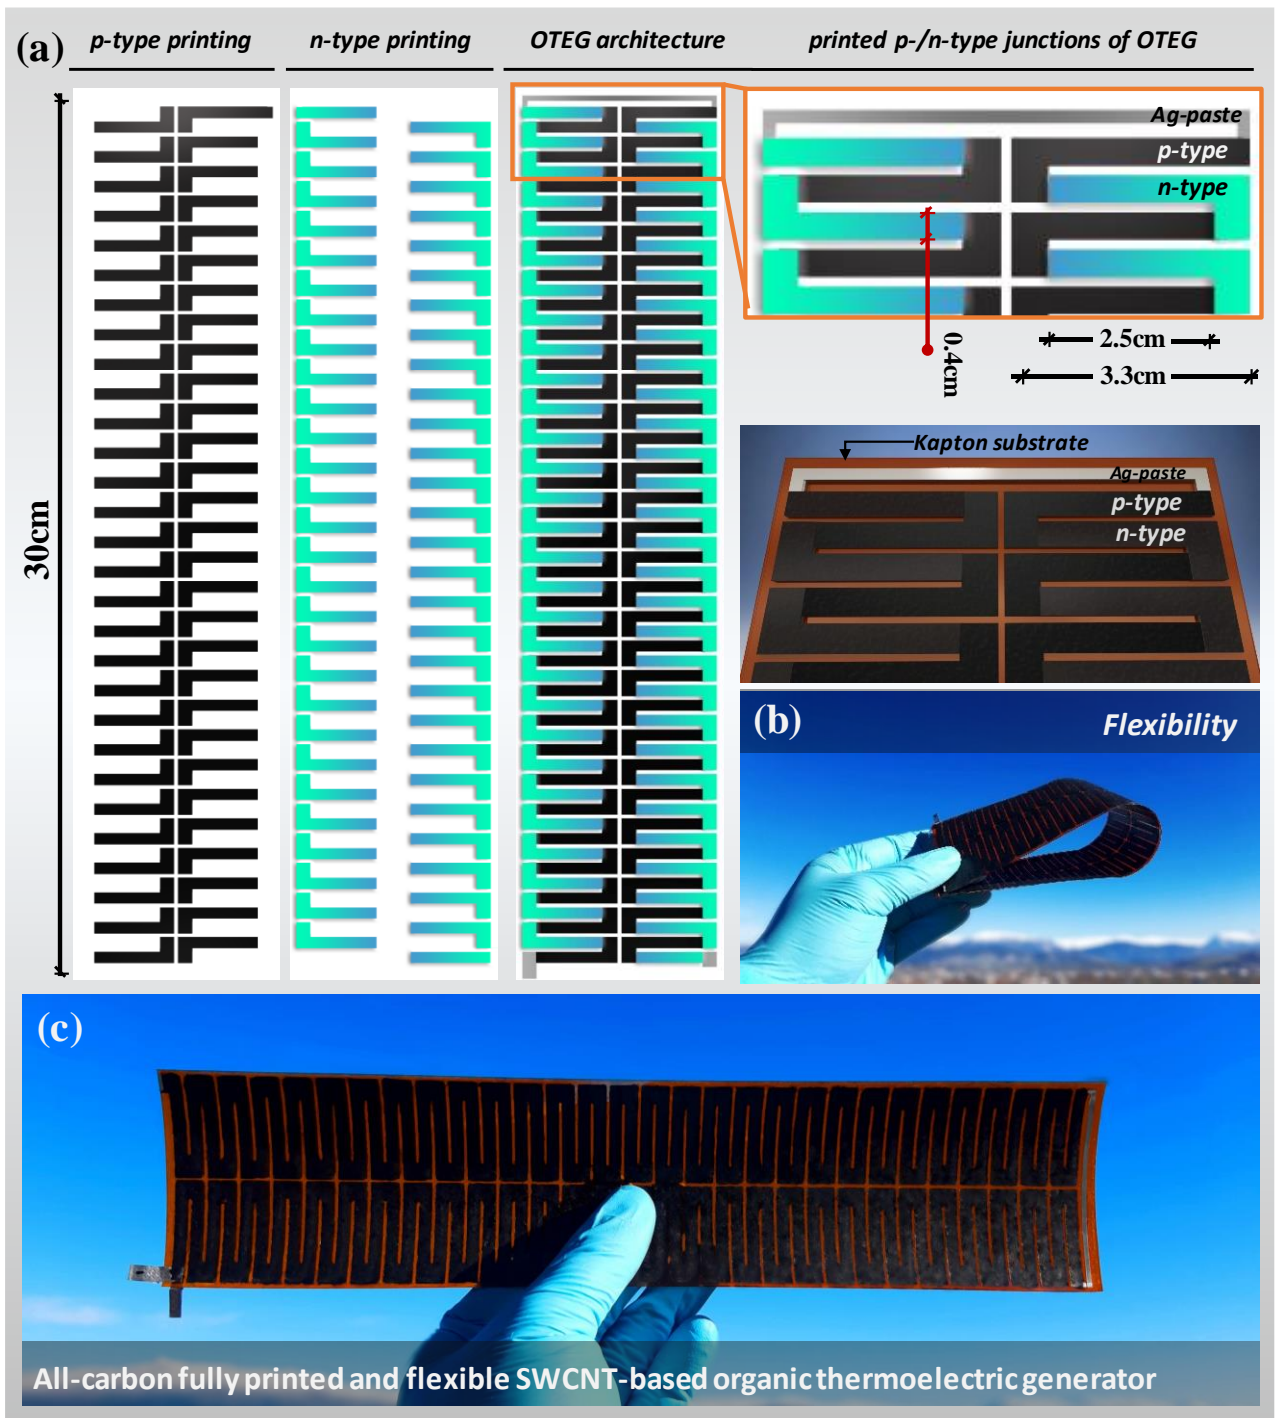 (a)
p-type printing
n-type printing
OTEG architecture
printed p-/n-type junctions of OTEG
Ag-paste
p-type
n-type
0.4cm
2.5cm
3.3cm
30cm
Kapton substrate
Ag-paste
p-type
n-type
(b)
Flexibility
(c)
All-carbon fully printed and flexible SWCNT-based organic thermoelectric generator